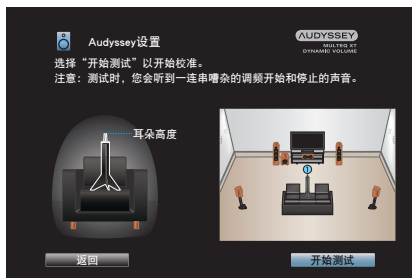 Audyssey设置
AUDYSSEY
MULTEQ XT
DYNAMIC VOLUME
选择“开始测试”以开始校准。
注意：测试时，您会听到一连串嘈杂的调频开始和停止的声音。
耳朵高度
1
返回
开始测试